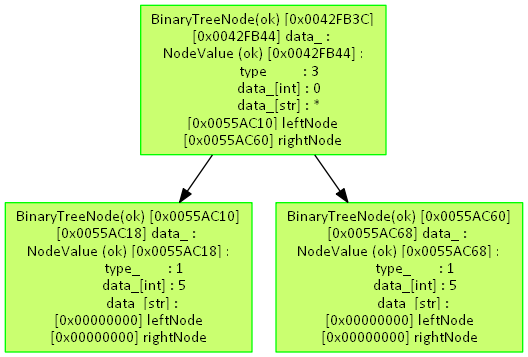 BinaryTreeNode(ok) [0x0042FB3C]
[0x0042FB44] data_ :
NodeValue (ok) [0x0042FB44] :
type_ : 3
data_[int] : 0
data_[str] : *
[0x0055AC10] leftNode
[0x0055AC60] rightNode
BinaryTreeNode(ok) [0x0055AC10]
[0x0055AC18] data_ :
NodeValue (ok) [0x0055AC18] :
type_ : 1
data_[int] : 5
data_[str] :
[0x00000000] leftNode
[0x00000000] rightNode
BinaryTreeNode(ok) [0x0055AC60]
[0x0055AC68] data_ :
NodeValue (ok) [0x0055AC68] :
type_ : 1
data_[int] : 5
data_[str] :
[0x00000000] leftNode
[0x00000000] rightNode